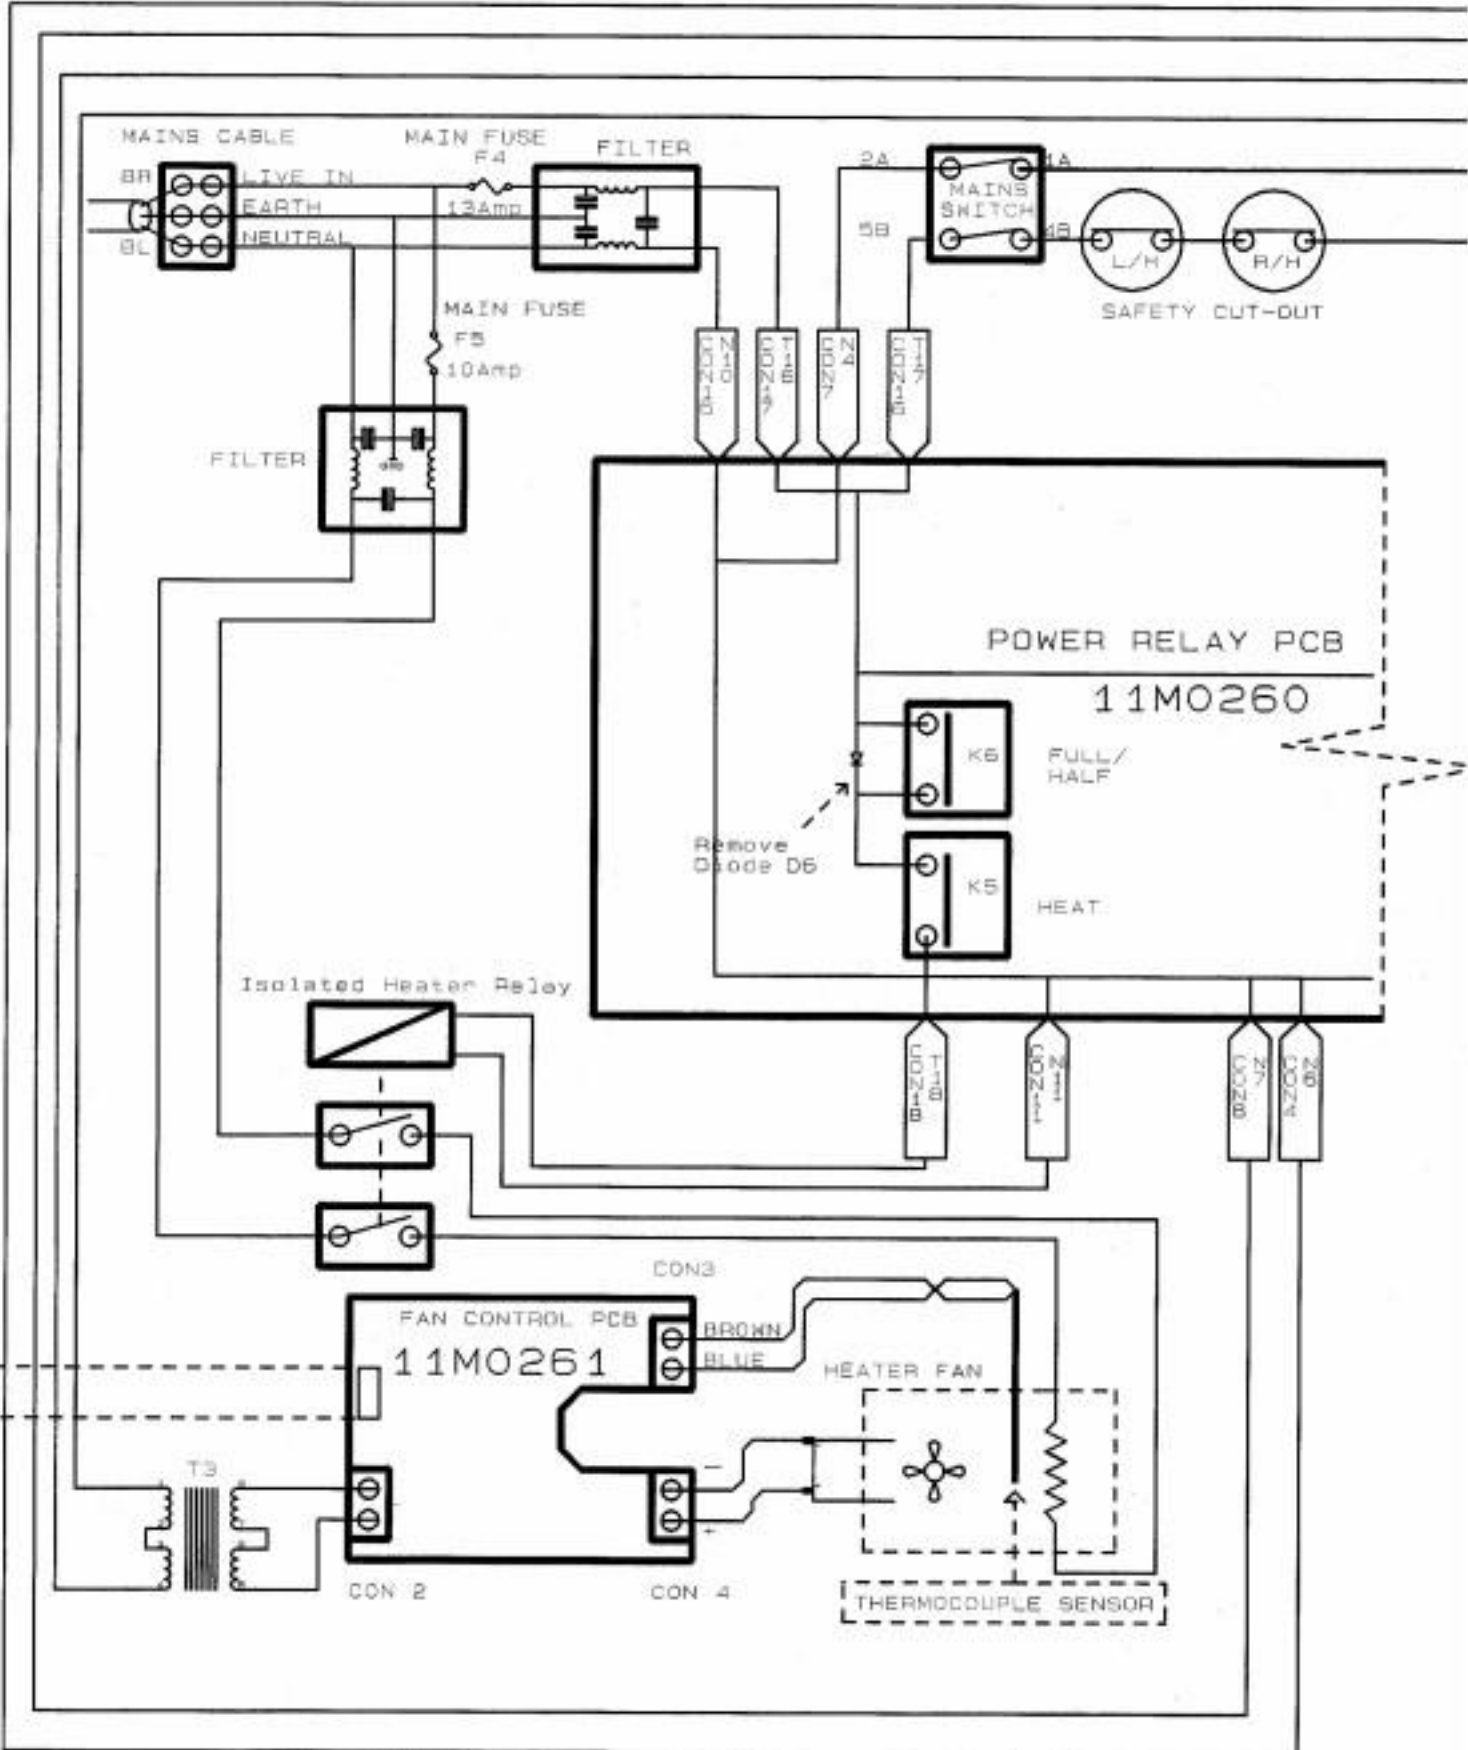 MAINS CABLE
MAIN FUSE
F4
FILTER
BR
LIVE IN
13Amp
EARTH
BL
NEUTRAL
2A
1A
MAINS
SWITCH
5B
4B
L/H
R/H
SAFETY CUT-OUT
MAIN FUSE
F5
10Amp
FILTER
N10
T16
N4
CON7
T17
CON16
POWER RELAY PCB
11M0260
K6
FULL/
HALF
Remove
Diode D6
K5
HEAT
Isolated Heater Relay
T18
CON18
N11
CON11
N7
CON8
N6
CON4
CON3
FAN CONTROL PCB
11M0261
BROWN
BLUE
HEATER FAN
T3
-
+
CON 2
CON 4
THERMOCOUPLE SENSOR